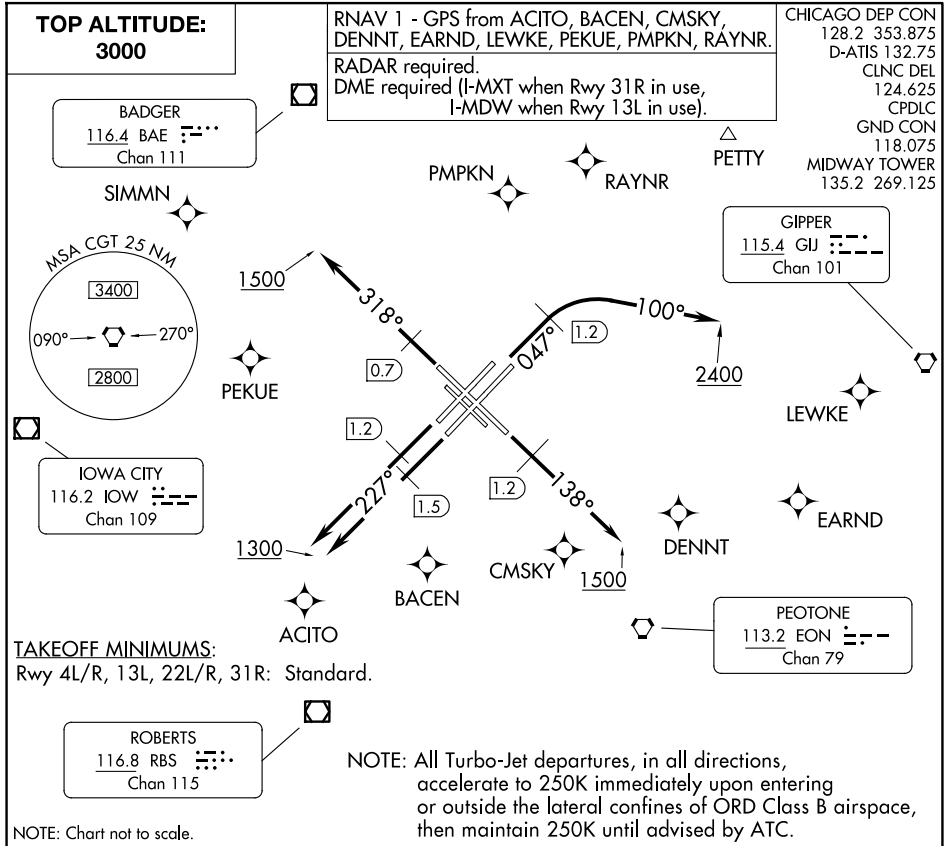 TOP ALTITUDE:
3000
RNAV 1 - GPS from ACITO, BACEN, CMSKY,
DENNT, EARND, LEWKE, PEKUE, PMPKN, RAYNR.
RADAR required.
DME required (I-MXT when Rwy 31R in use,
I-MDW when Rwy 13L in use).
CHICAGO DEP CON
128.2 353.875
D-ATIS 132.75
CLNC DEL
124.625
CPDLC
GND CON
118.075
MIDWAY TOWER
135.2 269.125
BADGER
116.4 BAE
Chan 111
PETTY
PMPKN
RAYNR
SIMMN
GIPPER
115.4 GIJ
Chan 101
MSA CGT 25 NM
3400
090°
270°
2800
1500
318°
0.7
047°
1.2
100°
2400
PEKUE
LEWKE
IOWA CITY
116.2 IOW
Chan 109
1.2
227°
1.5
1300
1.2
138°
1500
EARND
DENNT
CMSKY
BACEN
ACITO
PEOTONE
113.2 EON
Chan 79
TAKEOFF MINIMUMS:
Rwy 4L/R, 13L, 22L/R, 31R: Standard.
ROBERTS
116.8 RBS
Chan 115
NOTE: All Turbo-Jet departures, in all directions,
accelerate to 250K immediately upon entering
or outside the lateral confines of ORD Class B airspace,
then maintain 250K until advised by ATC.
NOTE: Chart not to scale.